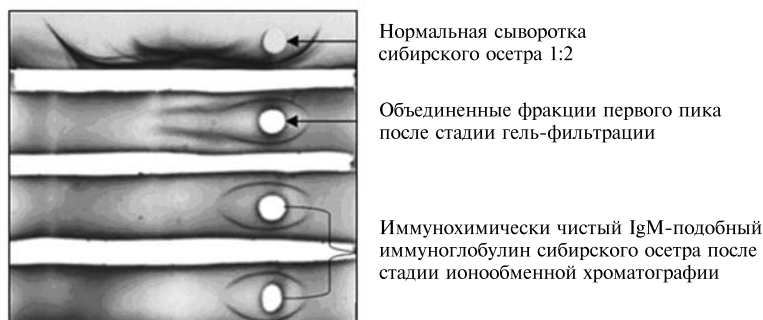 Нормальная сыворотка
сибирского осетра 1:2
Объединенные фракции первого пика
после стадии гель-фильтрации
Иммунохимически чистый IgM-подобный
иммуноглобулин сибирского осетра после
стадии ионообменной хроматографии